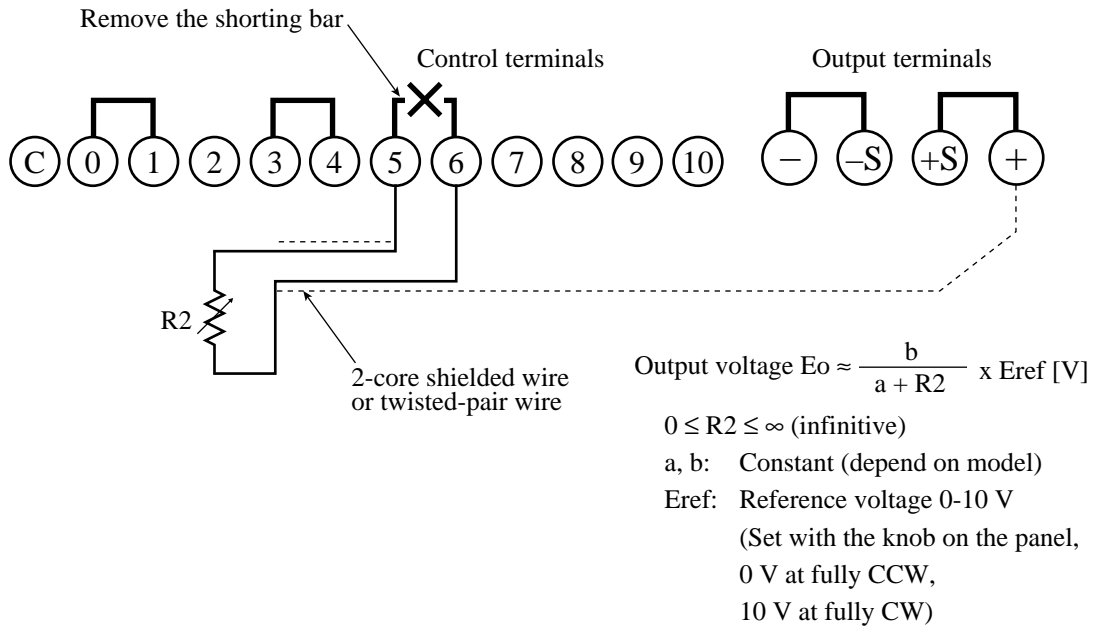 Remove the shorting bar
Control terminals
Output terminals
C 0 1 2 3 4 5 6 7 8 9 10 – –S +S +
R2
2-core shielded wire
or twisted-pair wire
Output voltage Eo ≈ b / a + R2 x Eref [V]
0 ≤ R2 ≤ ∞ (infinitive)
a, b: Constant (depend on model)
Eref: Reference voltage 0-10 V
(Set with the knob on the panel,
0 V at fully CCW,
10 V at fully CW)